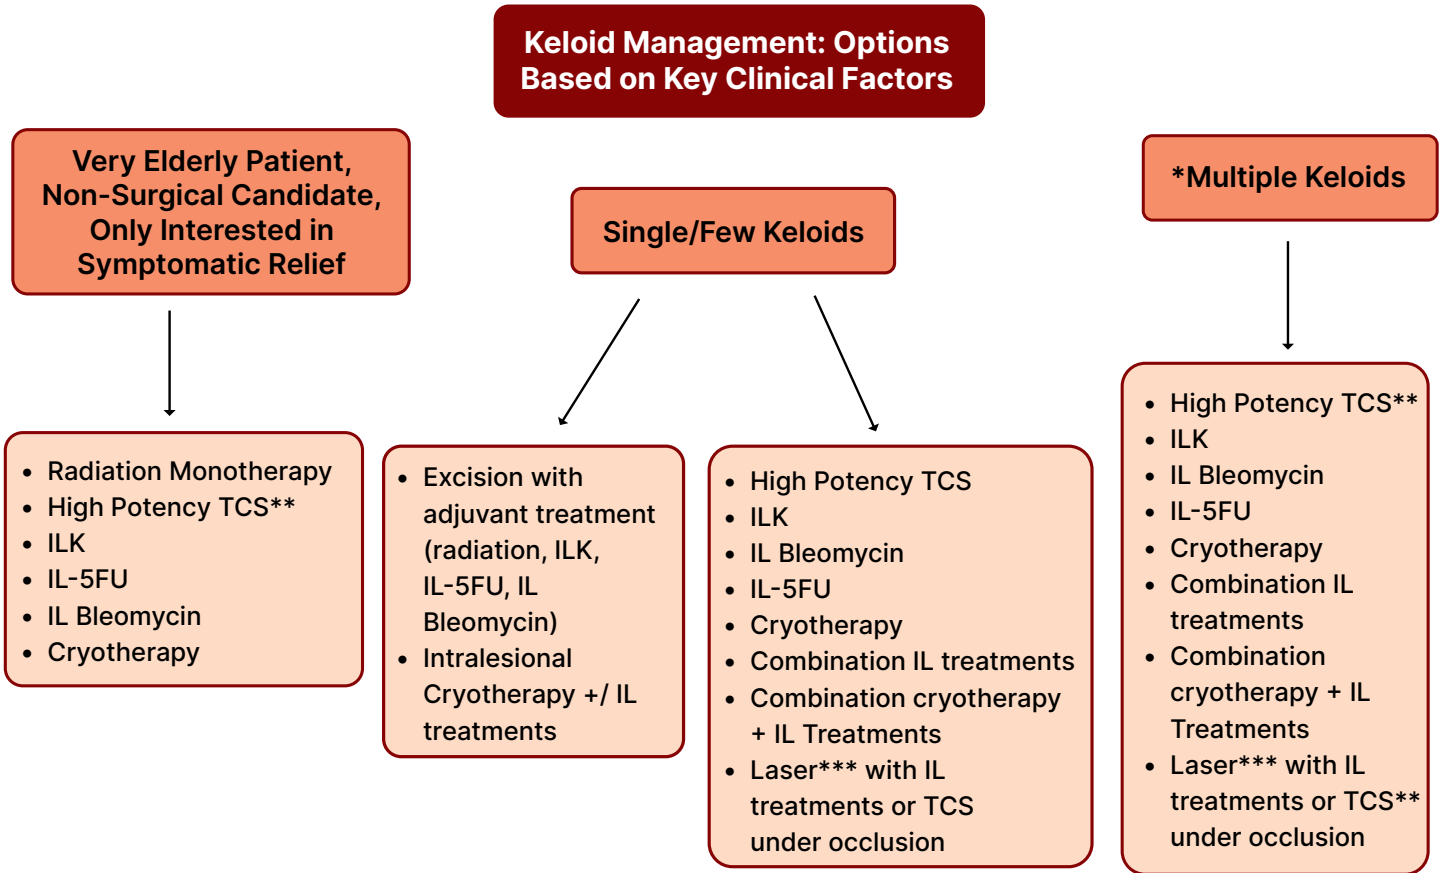 Keloid Management: Options
Based on Key Clinical Factors
Very Elderly Patient,
Non-Surgical Candidate,
Only Interested in
Symptomatic Relief
Single/Few Keloids
*Multiple Keloids
• Radiation Monotherapy
• High Potency TCS**
• ILK
• IL-5FU
• IL Bleomycin
• Cryotherapy
• Excision with
adjuvant treatment
(radiation, ILK,
IL-5FU, IL
Bleomycin)
• Intralesional
Cryotherapy +/ IL
treatments
• High Potency TCS
• ILK
• IL Bleomycin
• IL-5FU
• Cryotherapy
• Combination IL treatments
• Combination cryotherapy
+ IL Treatments
• Laser*** with IL
treatments or TCS
under occlusion
• High Potency TCS**
• ILK
• IL Bleomycin
• IL-5FU
• Cryotherapy
• Combination IL
treatments
• Combination
cryotherapy + IL
Treatments
• Laser*** with IL
treatments or TCS**
under occlusion